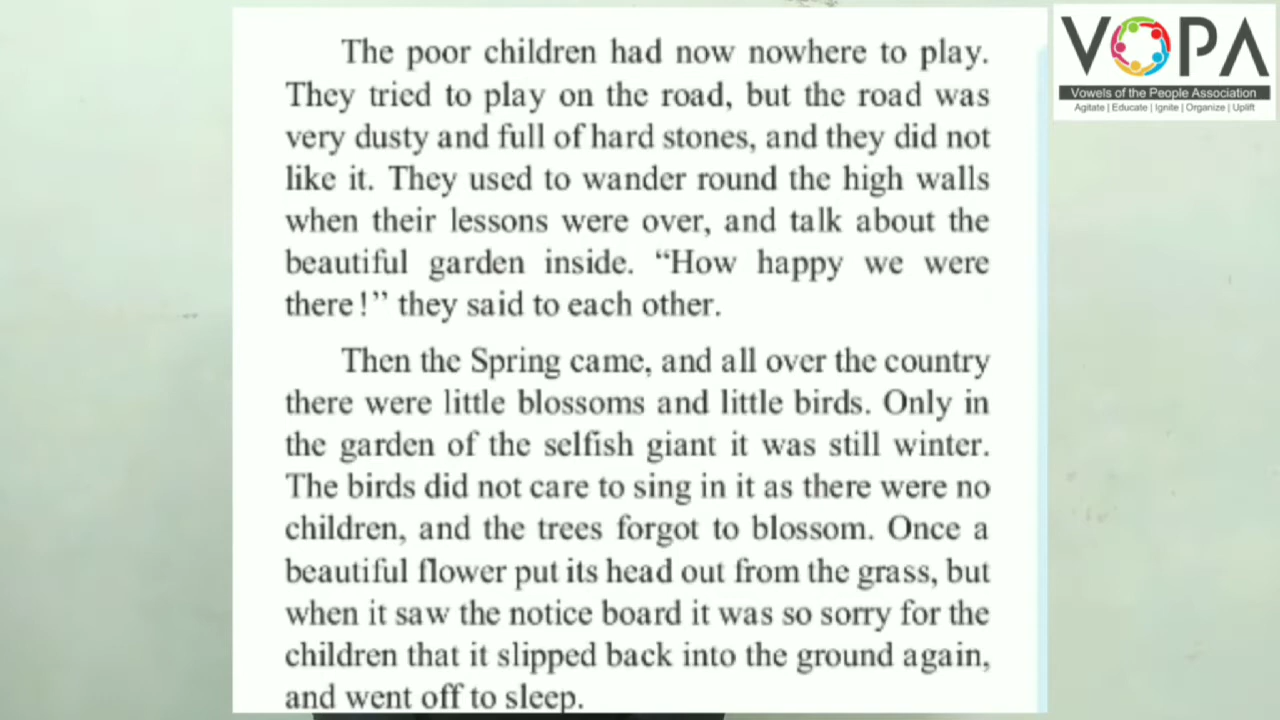 The poor children had now nowhere to play.
They tried to play on the road, but the road was
very dusty and full of hard stones, and they did not
like it. They used to wander round the high walls
when their lessons were over, and talk about the
beautiful garden inside. “How happy we were
there!” they said to each other.
Then the Spring came, and all over the country
there were little blossoms and little birds. Only in
the garden of the selfish giant it was still winter.
The birds did not care to sing in it as there were no
children, and the trees forgot to blossom. Once a
beautiful flower put its head out from the grass, but
when it saw the notice board it was so sorry for the
children that it slipped back into the ground again,
and went off to sleep.
VOPA
Vowels of the People Association
Agitate | Educate | Ignite | Organize | Uplift